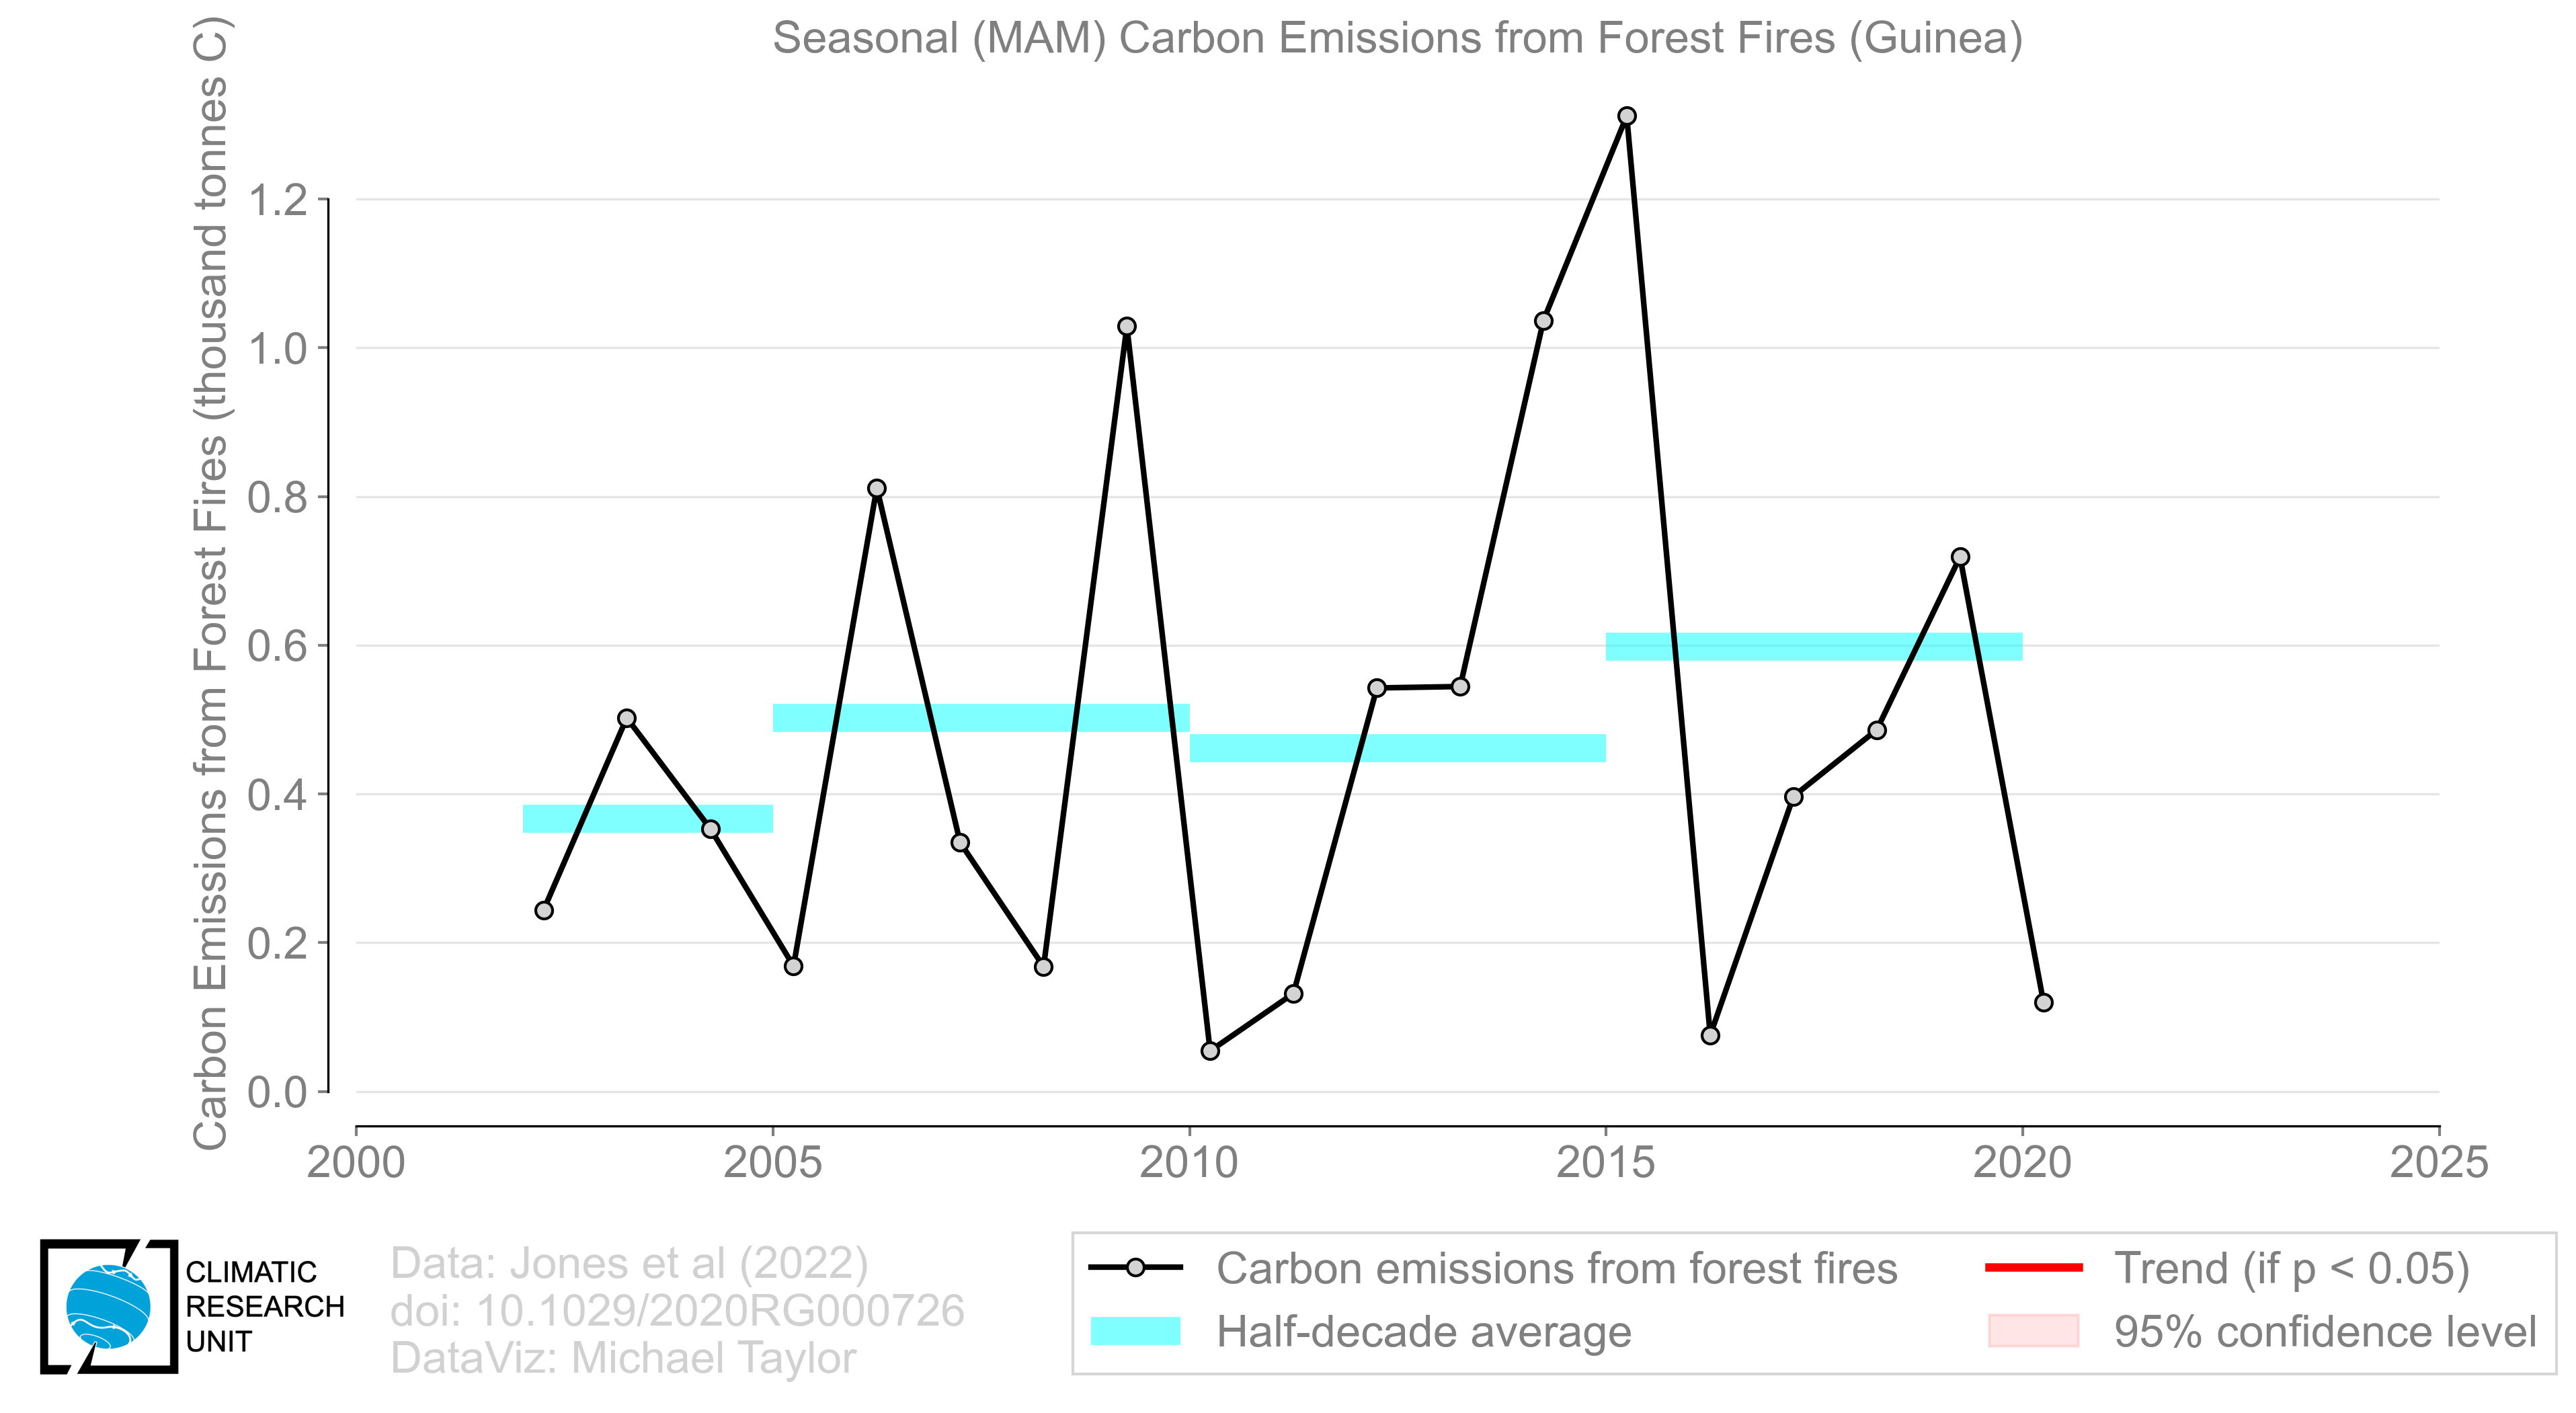 Seasonal (MAM) Carbon Emissions from Forest Fires (Guinea)
Carbon Emissions from Forest Fires (thousand tonnes C)
1.2
1.0
0.8
0.6
0.4
0.2
0.0
2000 2005 2010 2015 2020 2025
CLIMATIC
RESEARCH
UNIT
Data: Jones et al (2022)
doi: 10.1029/2020RG000726
DataViz: Michael Taylor
Carbon emissions from forest fires
Half-decade average
Trend (if p < 0.05)
95% confidence level